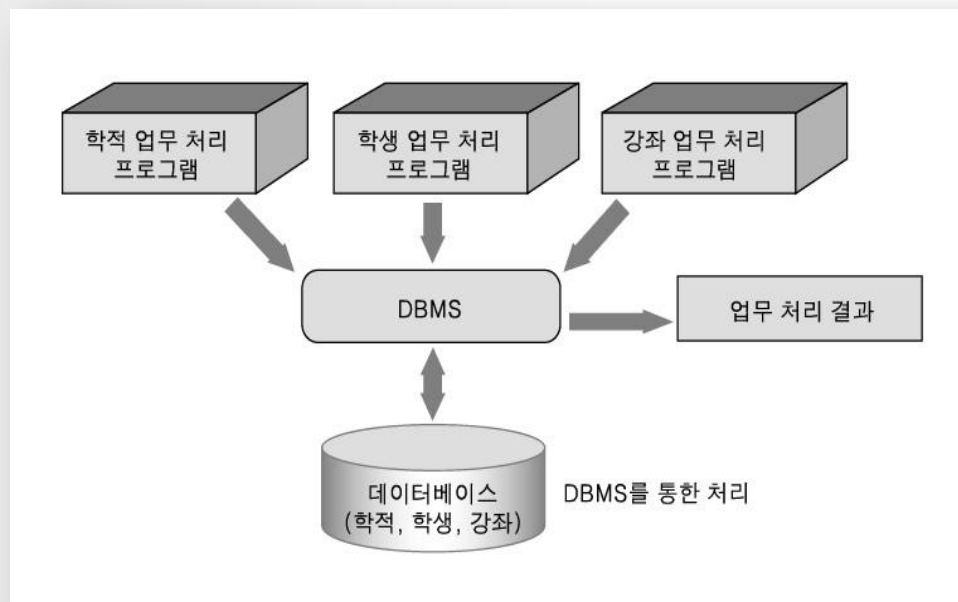 학적 업무 처리
프로그램
학생 업무 처리
프로그램
강좌 업무 처리
프로그램
DBMS
업무 처리 결과
데이터베이스
(학적, 학생, 강좌)
DBMS를 통한 처리